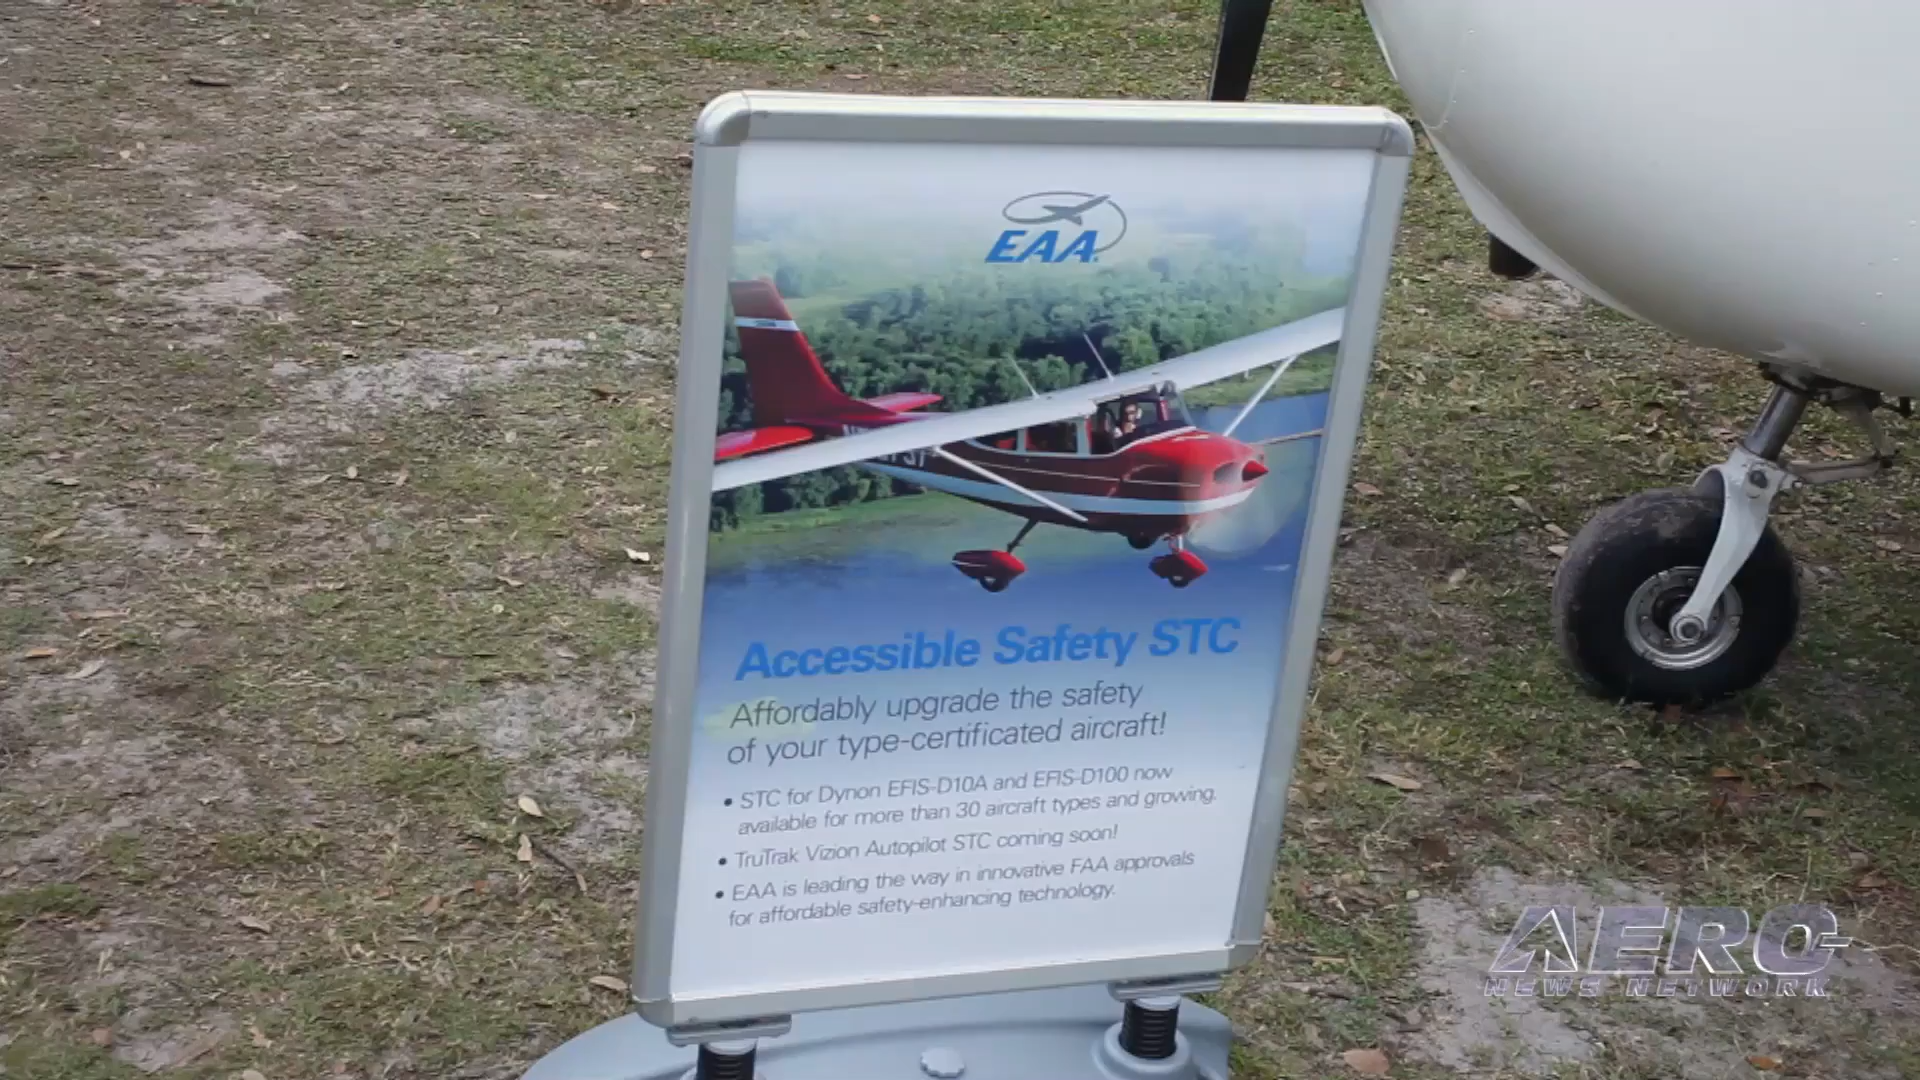 EAA
Accessible Safety STC
Affordably upgrade the safety
of your type-certificated aircraft!
• STC for Dynon EFIS-D10A and EFIS-D100 now
available for more than 30 aircraft types and growing.
• TruTrak Vizion Autopilot STC coming soon!
• EAA is leading the way in innovative FAA approvals
for affordable safety-enhancing technology.
AERO
NEWS NETWORK